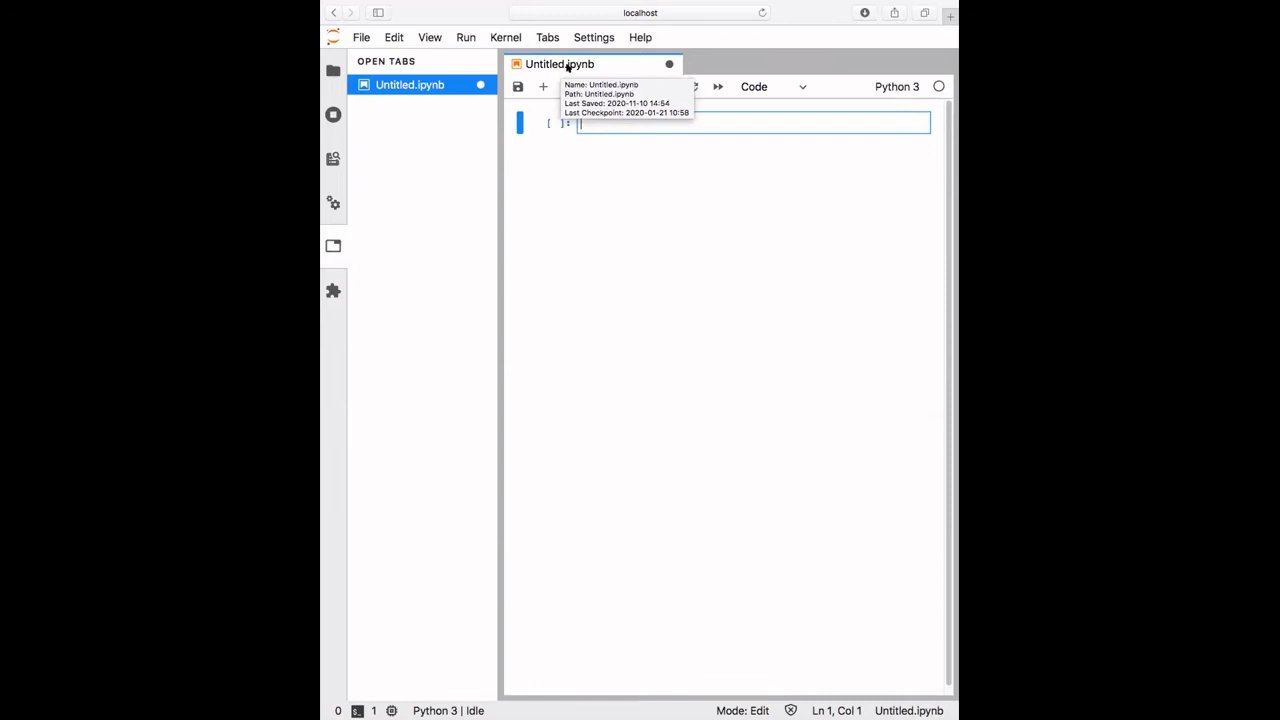 localhost
File Edit View Run Kernel Tabs Settings Help
OPEN TABS
Untitled.ipynb
Untitled.ipynb
Name: Untitled.ipynb
Path: Untitled.ipynb
Last Saved: 2020-11-10 14:54
Last Checkpoint: 2020-01-21 10:58
Code
Python 3
[ ]:
0 $_ 1 Python 3 | Idle Mode: Edit Ln 1, Col 1 Untitled.ipynb